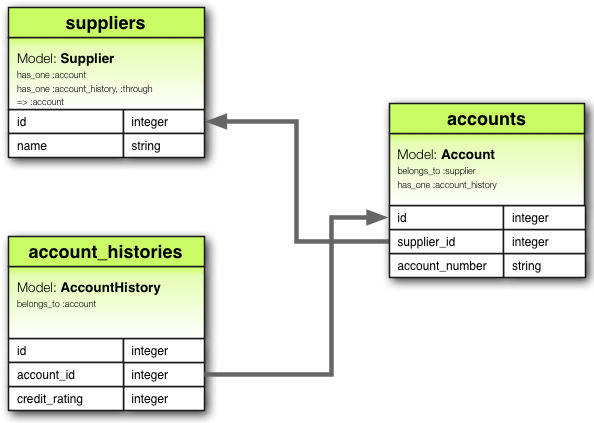 suppliers
Model: Supplier
has_one :account
has_one :account_history, :through
=> :account
id integer
name string
accounts
Model: Account
belongs_to :supplier
has_one :account_history
id integer
supplier_id integer
account_number string
account_histories
Model: AccountHistory
belongs_to :account
id integer
account_id integer
credit_rating integer